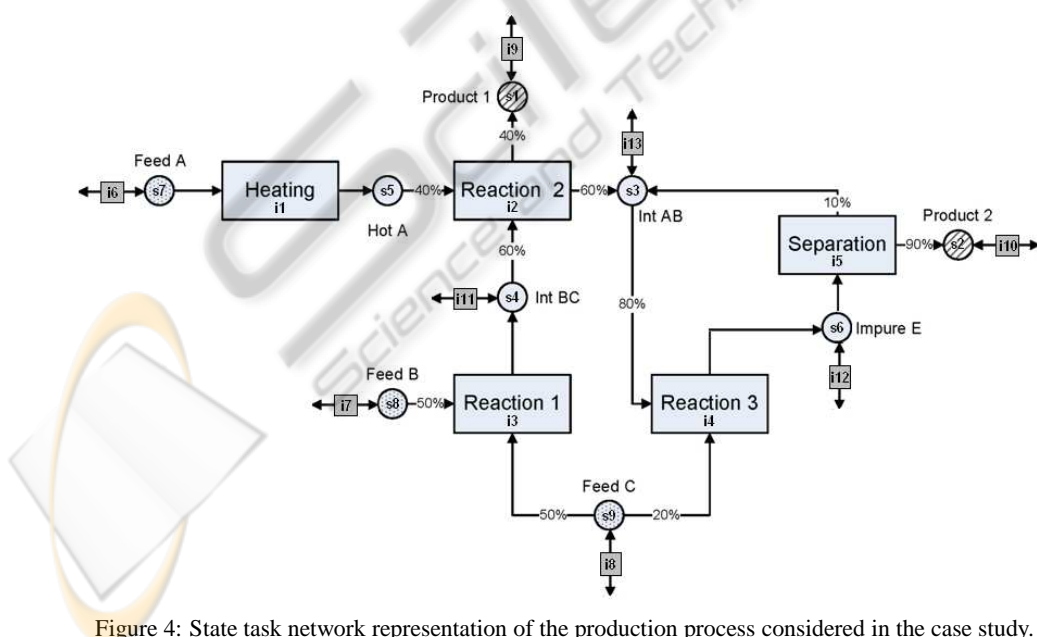 i9
Product 1
s1
40%
i13
Feed A
i6
s7
Heating
i1
s5
40%
Hot A
Reaction 2
i2
60%
s3
Int AB
10%
Product 2
Separation
i5
90%
s2
i10
60%
i11
s4
Int BC
80%
s6
Impure E
i12
Feed B
i7
s8
50%
Reaction 1
i3
Reaction 3
i4
Feed C
50%
s9
20%
i8
Science and Tech
Figure 4: State task network representation of the production process considered in the case study.